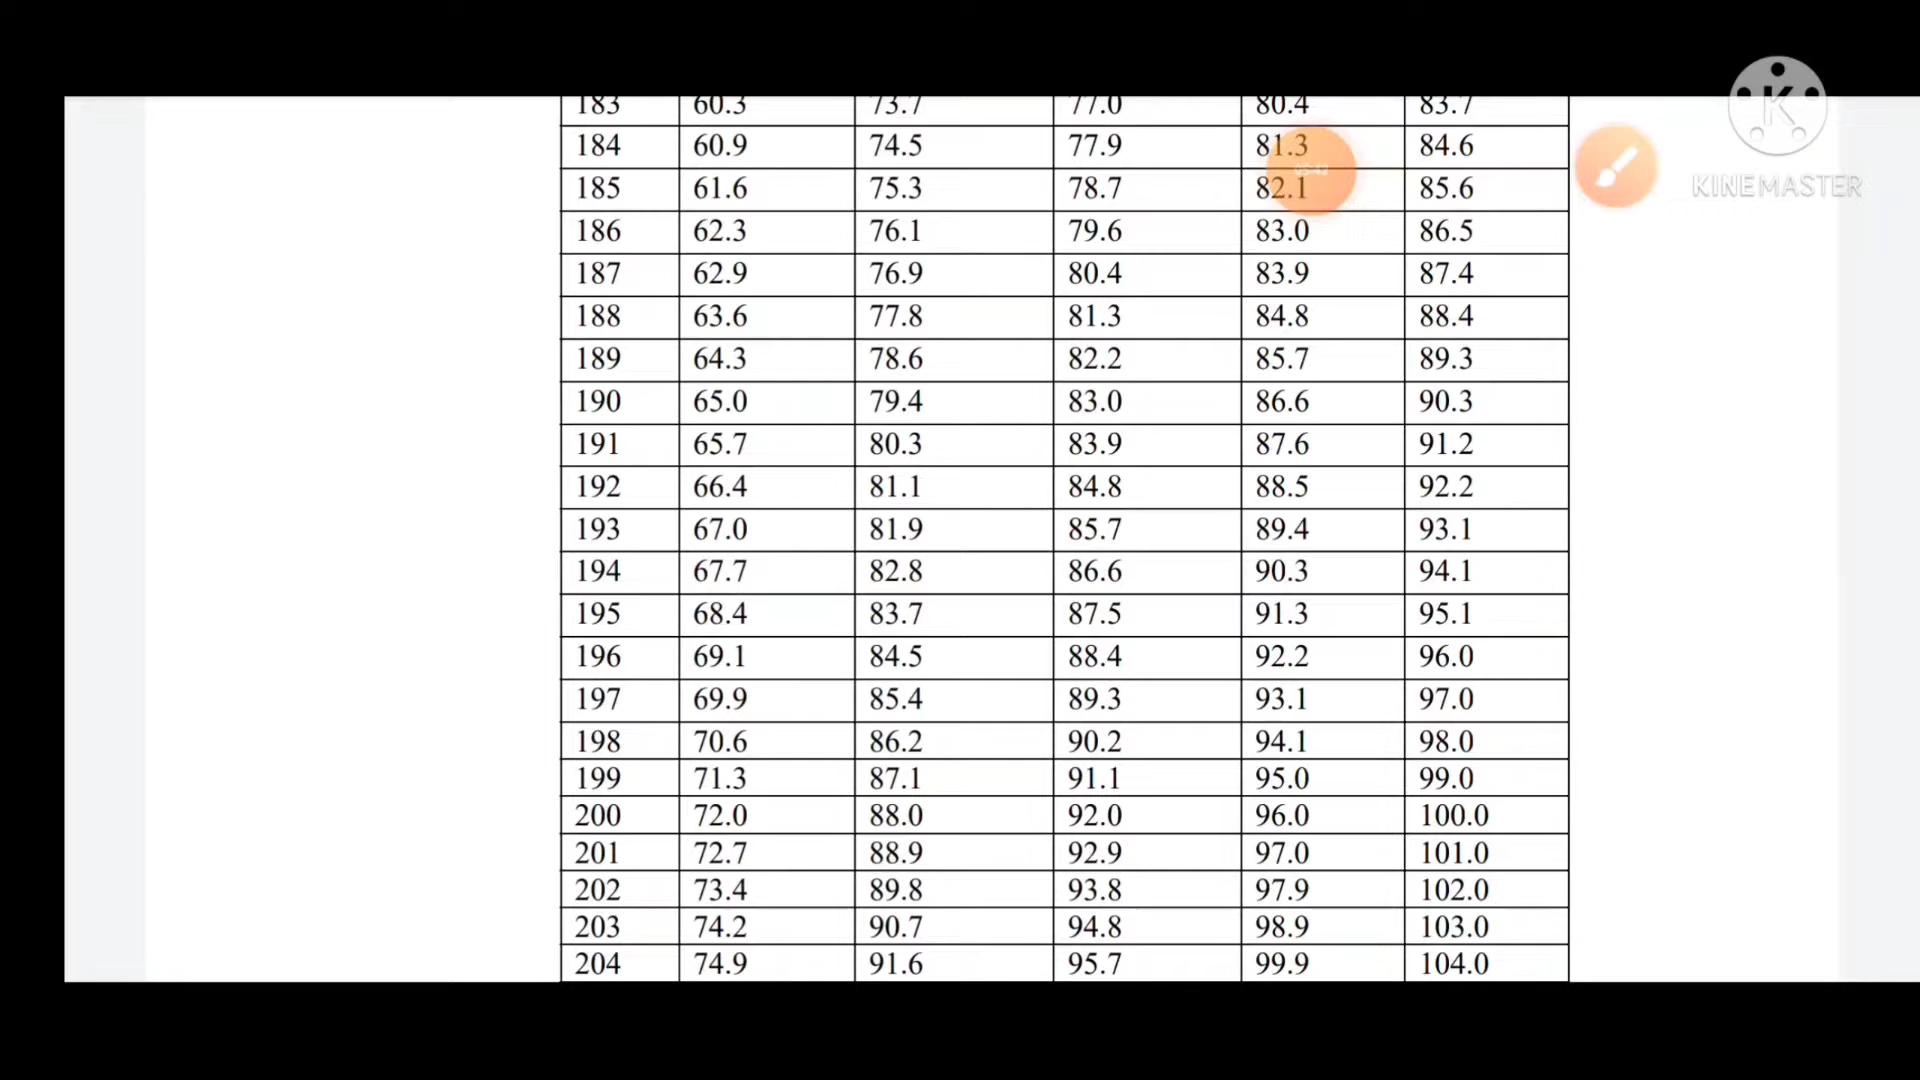 183 60.3 73.7 77.0 80.4 83.7
184 60.9 74.5 77.9 81.3 84.6
185 61.6 75.3 78.7 82.1 85.6
186 62.3 76.1 79.6 83.0 86.5
187 62.9 76.9 80.4 83.9 87.4
188 63.6 77.8 81.3 84.8 88.4
189 64.3 78.6 82.2 85.7 89.3
190 65.0 79.4 83.0 86.6 90.3
191 65.7 80.3 83.9 87.6 91.2
192 66.4 81.1 84.8 88.5 92.2
193 67.0 81.9 85.7 89.4 93.1
194 67.7 82.8 86.6 90.3 94.1
195 68.4 83.7 87.5 91.3 95.1
196 69.1 84.5 88.4 92.2 96.0
197 69.9 85.4 89.3 93.1 97.0
198 70.6 86.2 90.2 94.1 98.0
199 71.3 87.1 91.1 95.0 99.0
200 72.0 88.0 92.0 96.0 100.0
201 72.7 88.9 92.9 97.0 101.0
202 73.4 89.8 93.8 97.9 102.0
203 74.2 90.7 94.8 98.9 103.0
204 74.9 91.6 95.7 99.9 104.0
K
KINEMASTER